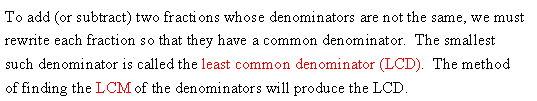 To add (or subtract) two fractions whose denominators are not the same, we must
rewrite each fraction so that they have a common denominator. The smallest
such denominator is called the least common denominator (LCD). The method
of finding the LCM of the denominators will produce the LCD.